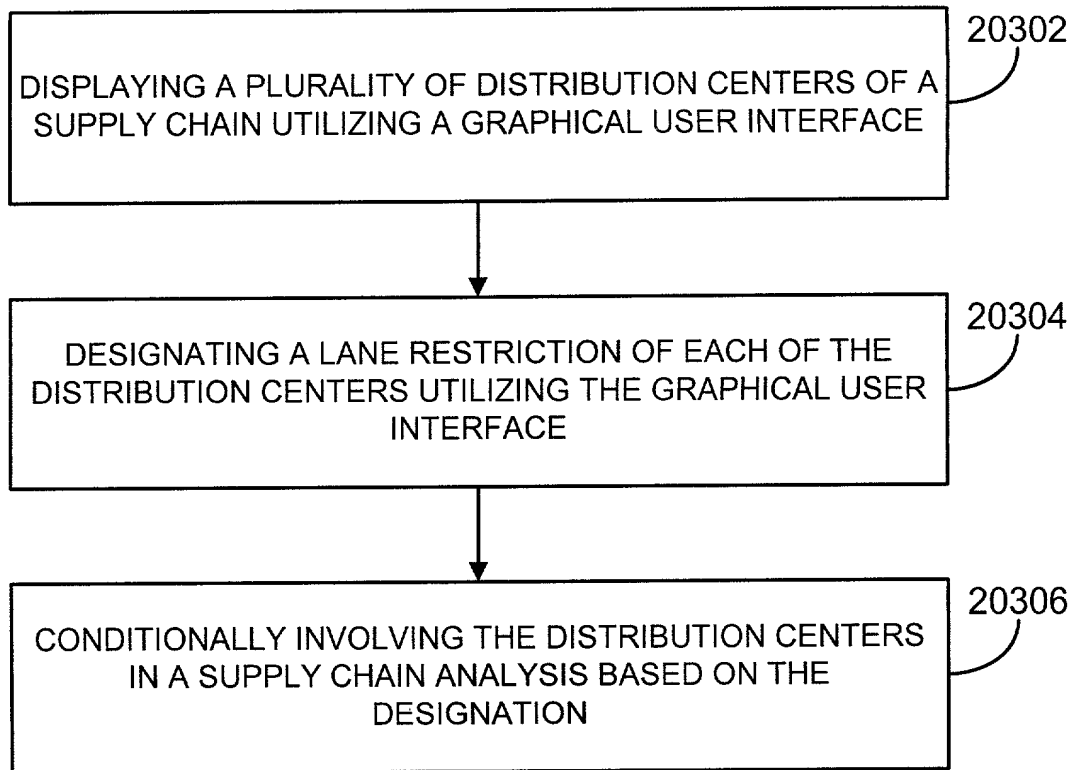 20302
DISPLAYING A PLURALITY OF DISTRIBUTION CENTERS OF A
SUPPLY CHAIN UTILIZING A GRAPHICAL USER INTERFACE
20304
DESIGNATING A LANE RESTRICTION OF EACH OF THE
DISTRIBUTION CENTERS UTILIZING THE GRAPHICAL USER
INTERFACE
20306
CONDITIONALLY INVOLVING THE DISTRIBUTION CENTERS
IN A SUPPLY CHAIN ANALYSIS BASED ON THE
DESIGNATION